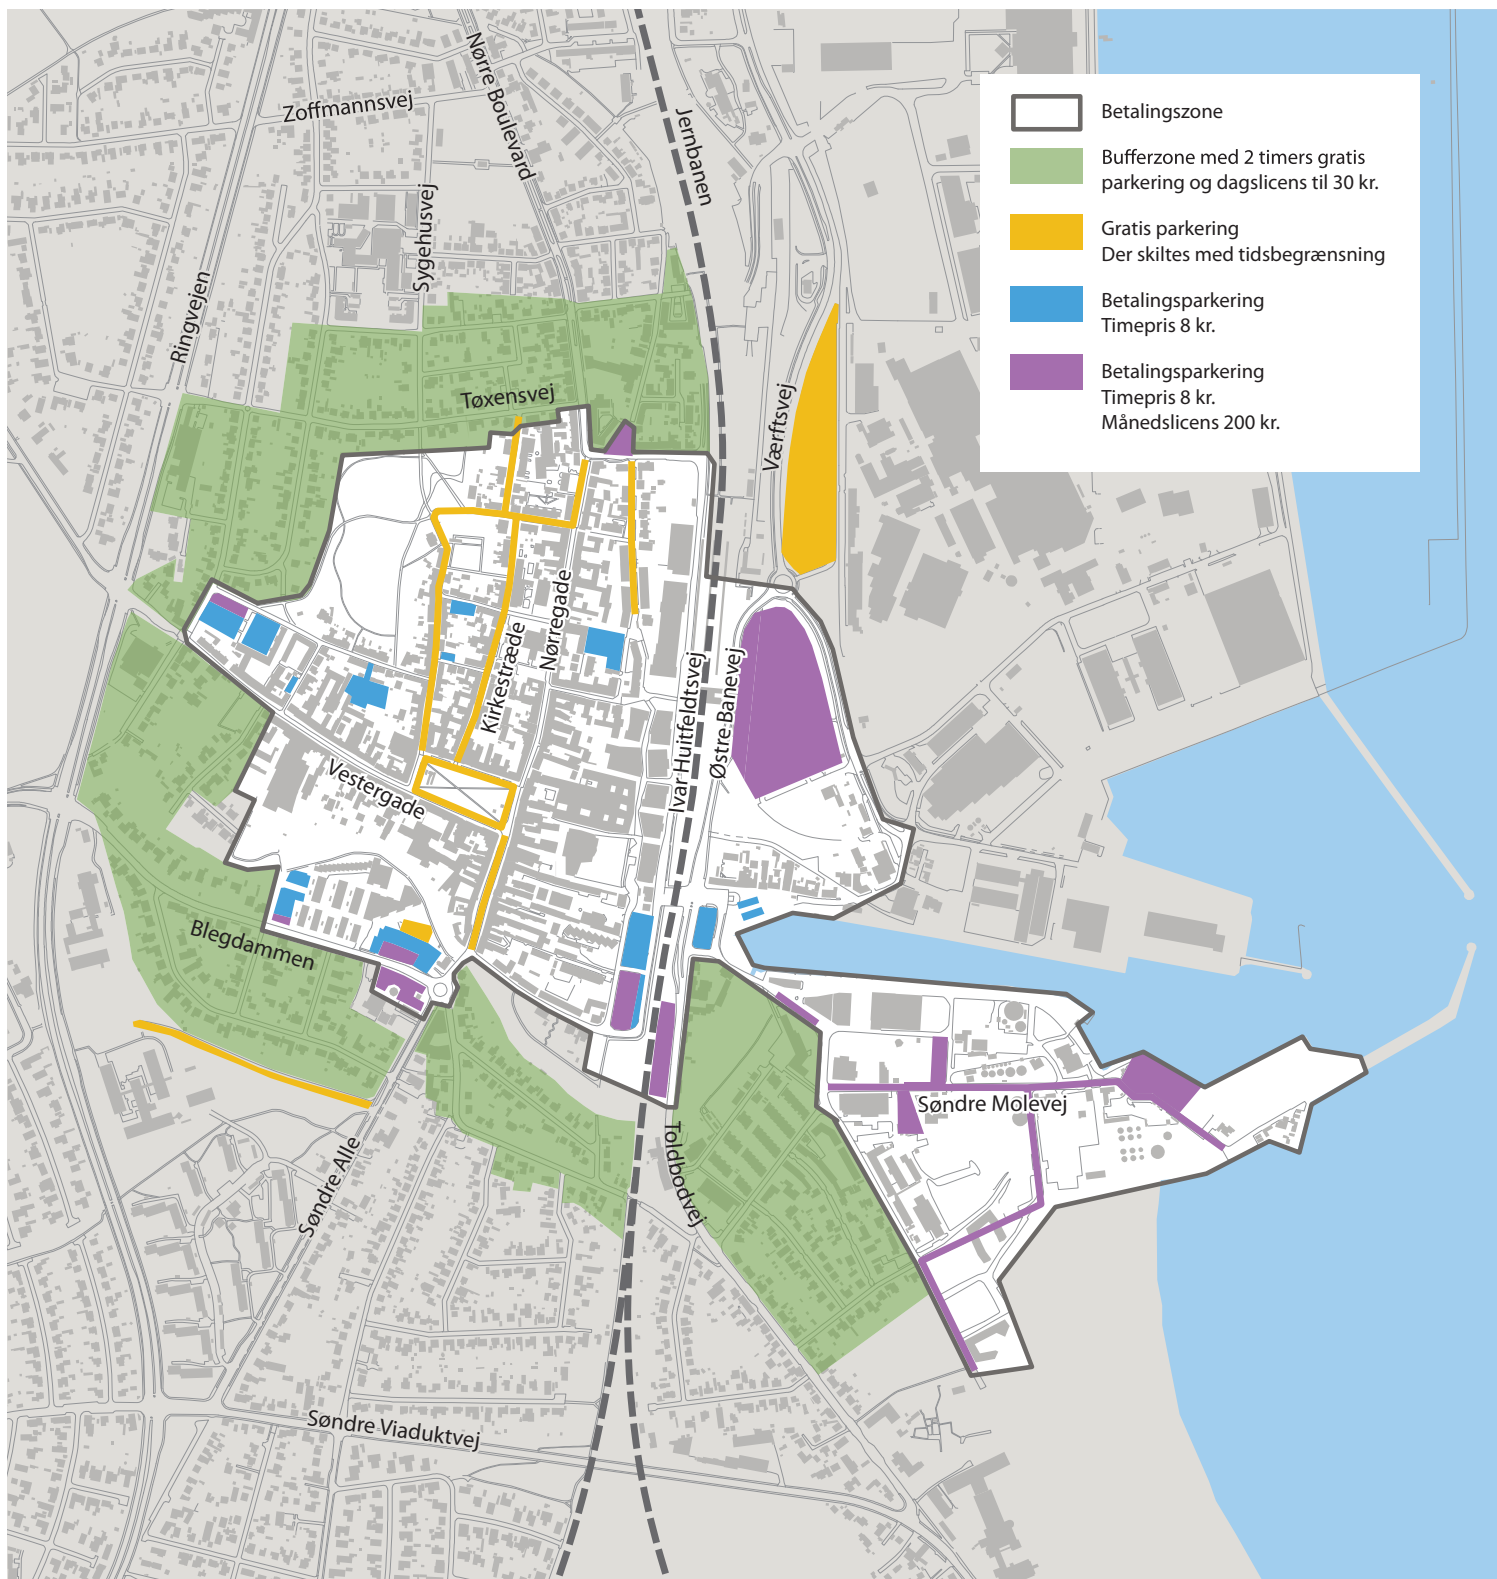 Betalingszone
Bufferzone med 2 timers gratis
parkering og dagslicens til 30 kr.
Gratis parkering
Der skiltes med tidsbegrænsning
Betalingsparkering
Timepris 8 kr.
Betalingsparkering
Timepris 8 kr.
Månedslicens 200 kr.
Nørre Boulevard
Zoffmannsvej
Jernbanen
Sygehusvej
Ringvejen
Tøxensvej
Værftsvej
Nørregade
Kirkestræde
Ivar Huitfeldtsvej
Østre Banevej
Vestergade
Blegdammen
Søndre Molevej
Søndre Alle
Toldbodvej
Søndre Viaduktvej